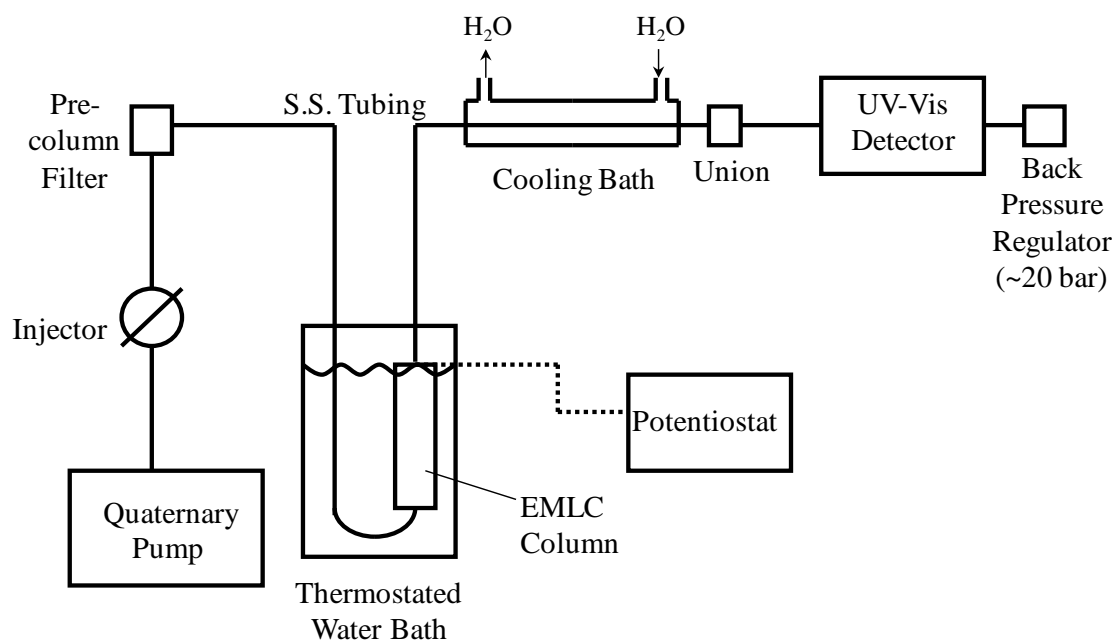 H₂O
H₂O
Pre-
column
Filter
S.S. Tubing
UV-Vis
Detector
Cooling Bath
Union
Back
Pressure
Regulator
(~20 bar)
Injector
Potentiostat
Quaternary
Pump
EMLC
Column
Thermostated
Water Bath